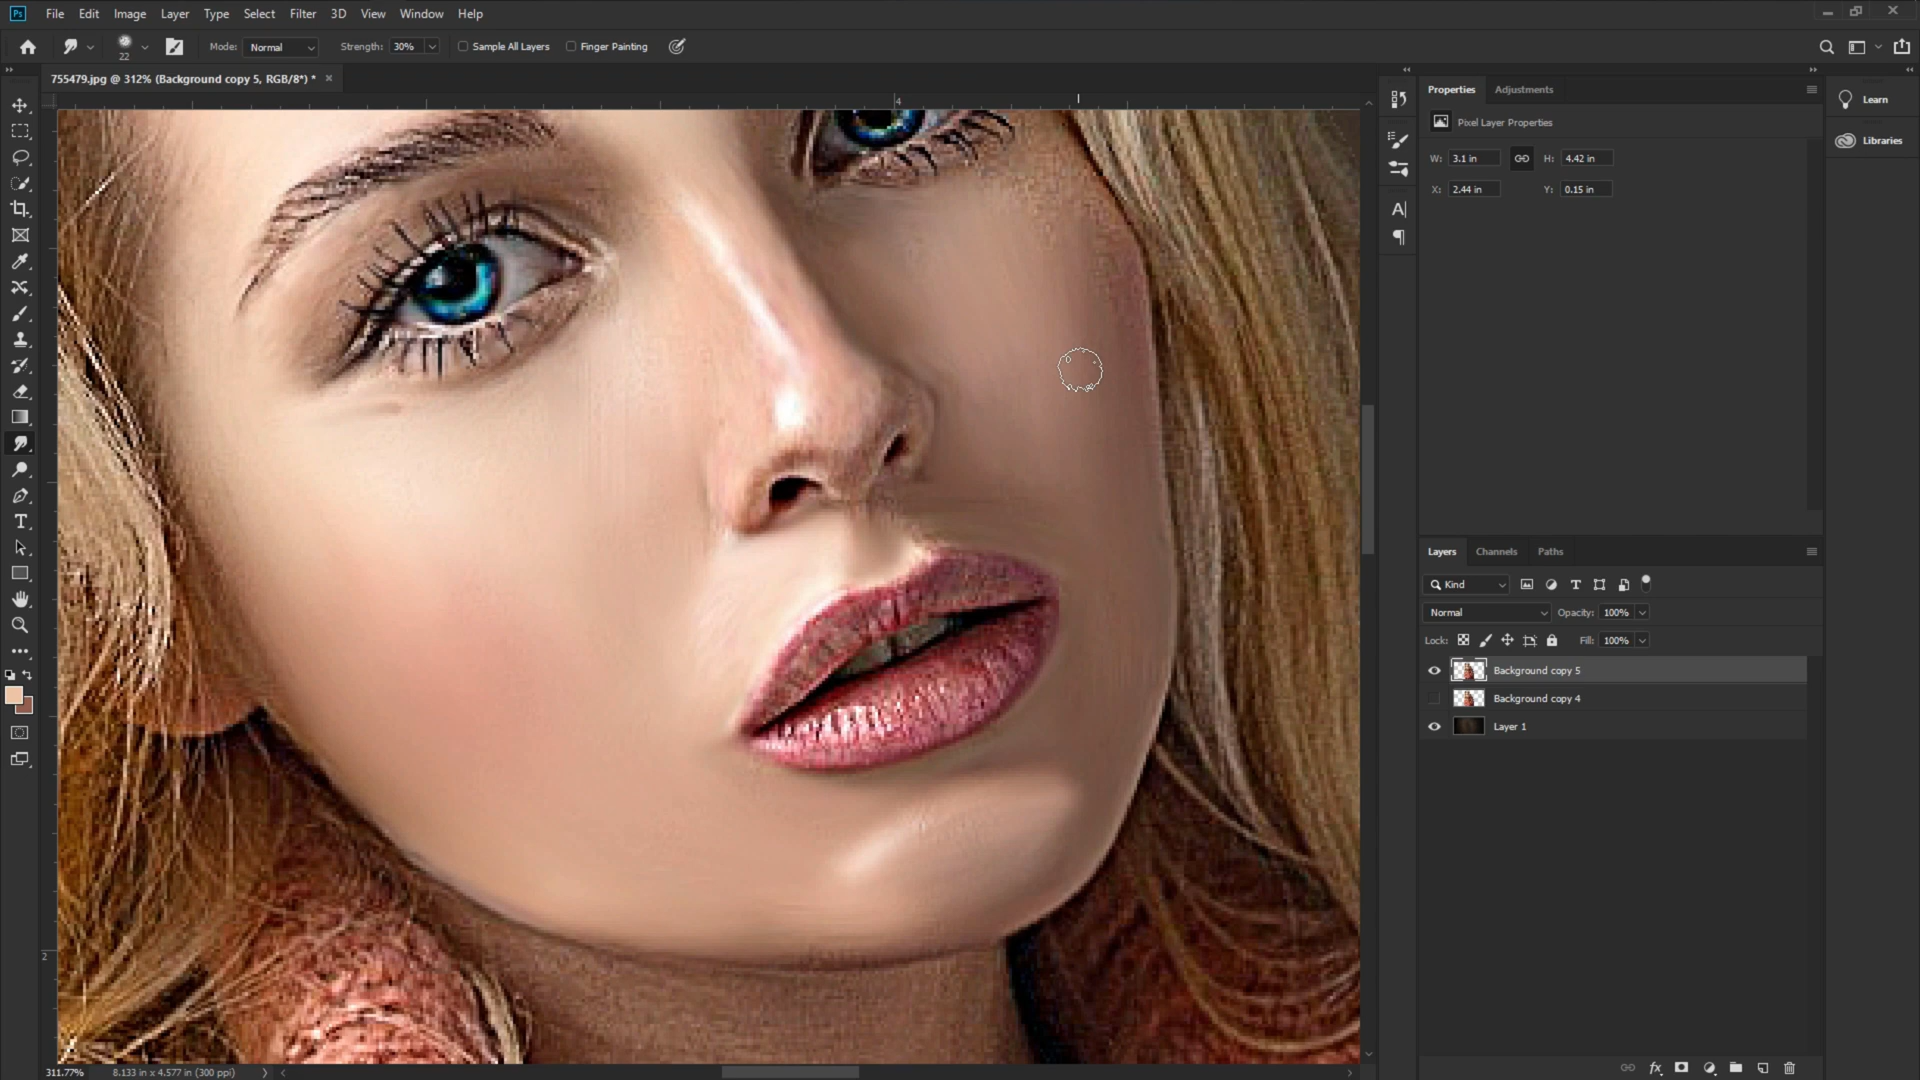 Ps File Edit Image Layer Type Select Filter 3D View Window Help
22 Mode: Normal Strength: 30% Sample All Layers Finger Painting
755479.jpg @ 312% (Background copy 5, RGB/8*) * ×
4
2
T
Properties Adjustments
Pixel Layer Properties
W: 3.1 in H: 4.42 in
X: 2.44 in Y: 0.15 in
Learn
Libraries
A
Layers Channels Paths
Kind T
Normal Opacity: 100%
Lock: Fill: 100%
Background copy 5
Background copy 4
Layer 1
fx
311.77% 8.133 in x 4.577 in (300 ppi)